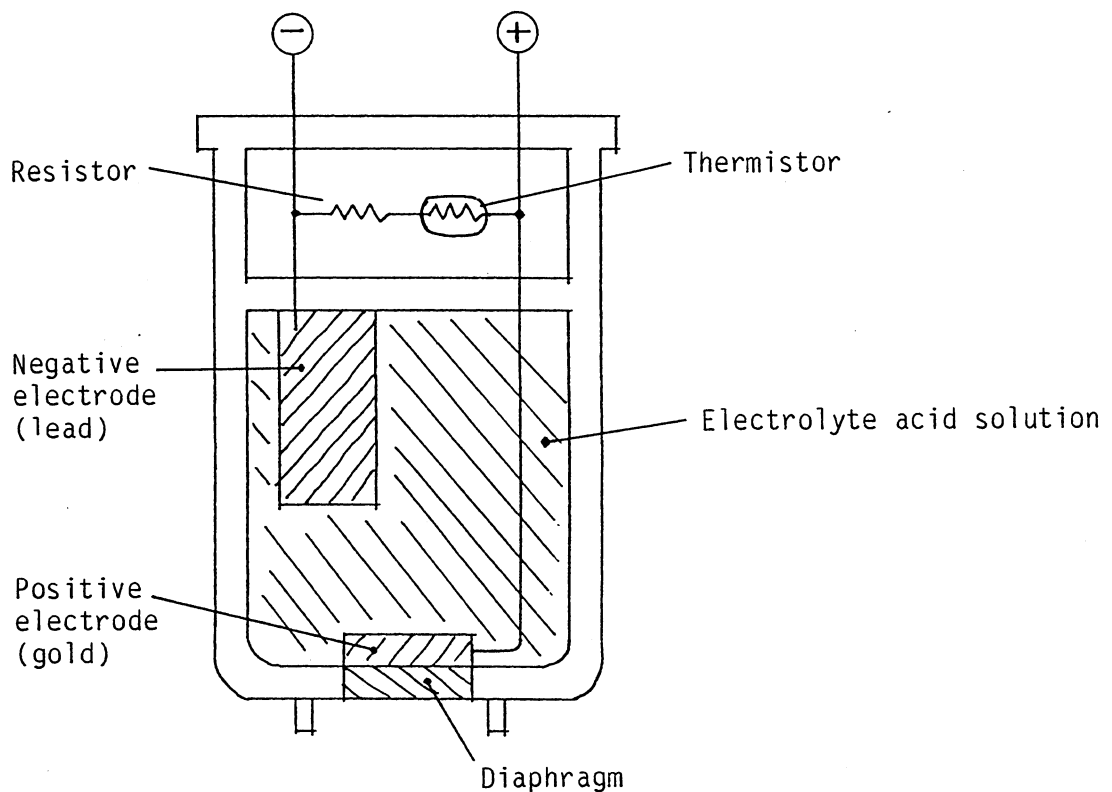 −
+
Resistor
Thermistor
Negative
electrode
(lead)
Electrolyte acid solution
Positive
electrode
(gold)
Diaphragm